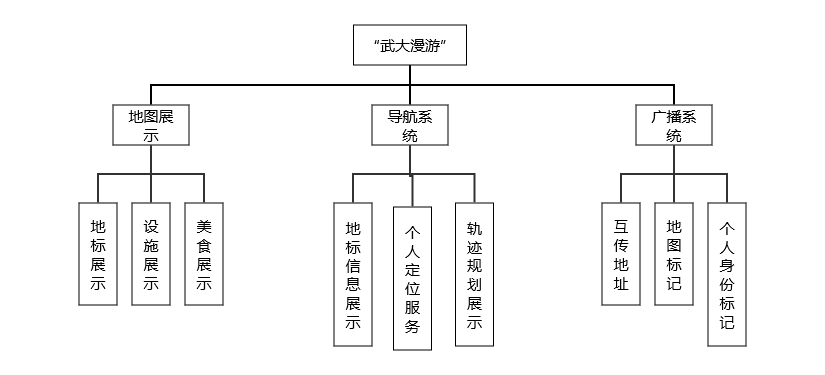 “武大漫游”
地图展
示
导航系
统
广播系
统
地标展示
设施展示
美食展示
地标信息展示
个人定位服务
轨迹规划展示
互传地址
地图标记
个人身份标记